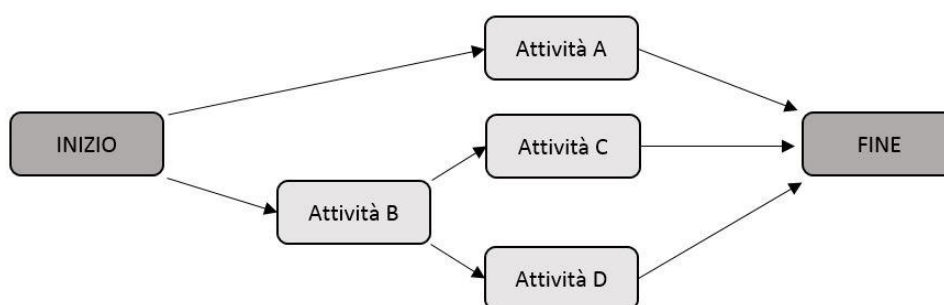 Attività A
INIZIO
Attività C
FINE
Attività B
Attività D